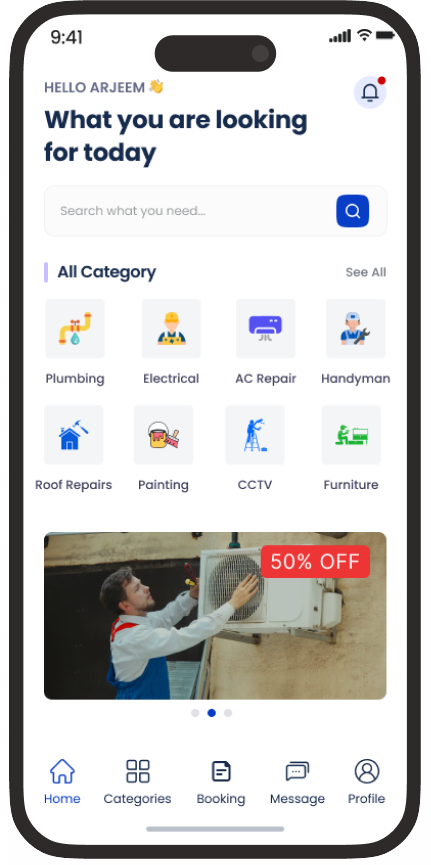 9:41
HELLO ARJEEM 👋
What you are looking
for today
Search what you need...
All Category
See All
Plumbing
Electrical
AC Repair
Handyman
Roof Repairs
Painting
CCTV
Furniture
50% OFF
Home
Categories
Booking
Message
Profile